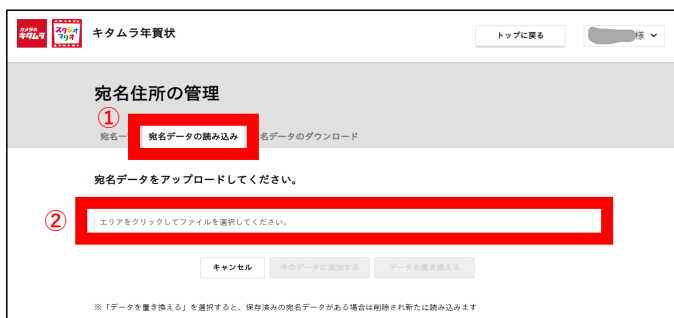 カメラの キタムラ スタジオ マリオ キタムラ年賀状 トップに戻る 様
宛名住所の管理
①
宛名一 宛名データの読み込み 名データのダウンロード
宛名データをアップロードしてください。
② エリアをクリックしてファイルを選択してください。
キャンセル 今のデータに追加する データを置き換える
※「データを置き換える」を選択すると、保存済みの宛名データがある場合は削除され新たに読み込みます